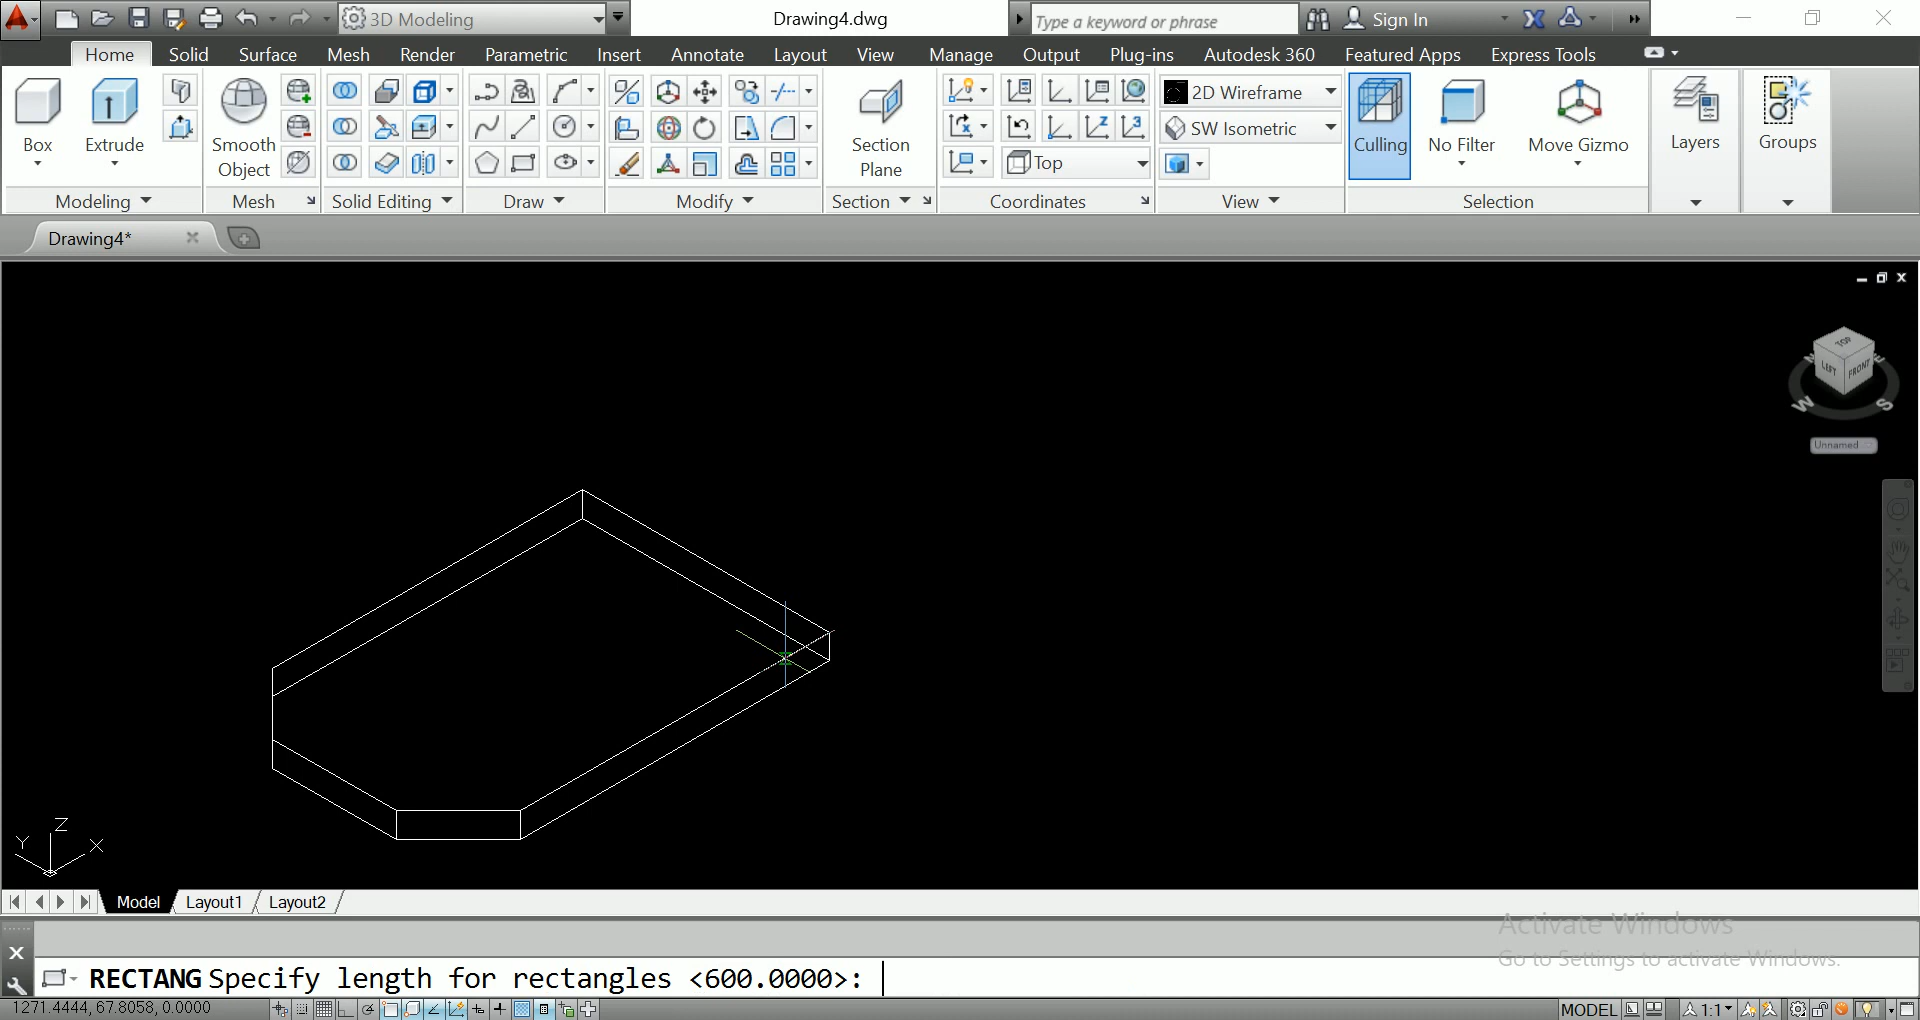 3D Modeling
Drawing4.dwg
Type a keyword or phrase
Sign In
Home Solid Surface Mesh Render Parametric Insert Annotate Layout View Manage Output Plug-ins Autodesk 360 Featured Apps Express Tools
Box
Extrude
Smooth
Object
Section
Plane
2D Wireframe
SW Isometric
Top
Culling
No Filter
Move Gizmo
Layers
Groups
Modeling Mesh Solid Editing Draw Modify Section Coordinates View Selection
Drawing4*
TOP
LEFT FRONT
N E
W S
Unnamed
Z
Y X
Model Layout1 Layout2
Activate Windows
Go to Settings to activate Windows.
RECTANG Specify length for rectangles <600.0000>:
1271.4444, 67.8058, 0.0000
MODEL
1:1